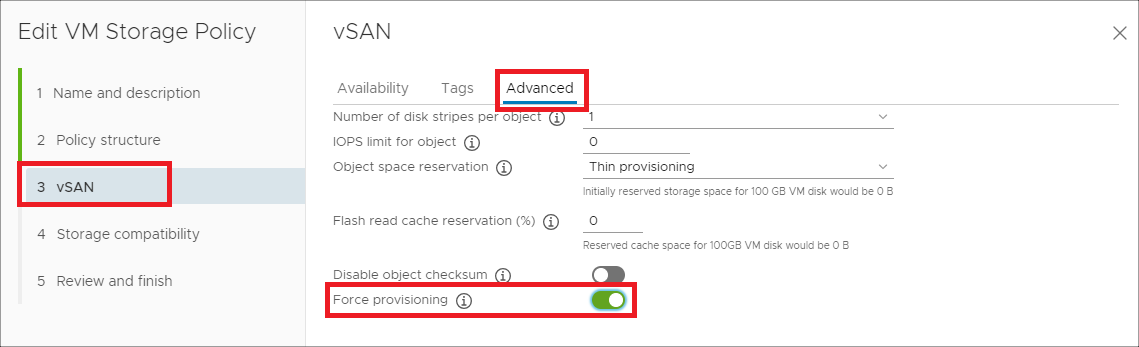 Edit VM Storage Policy
1 Name and description
2 Policy structure
3 vSAN
4 Storage compatibility
5 Review and finish
vSAN
Availability Tags Advanced
Number of disk stripes per object 1
IOPS limit for object 0
Object space reservation Thin provisioning
Initially reserved storage space for 100 GB VM disk would be 0 B
Flash read cache reservation (%) 0
Reserved cache space for 100GB VM disk would be 0 B
Disable object checksum
Force provisioning